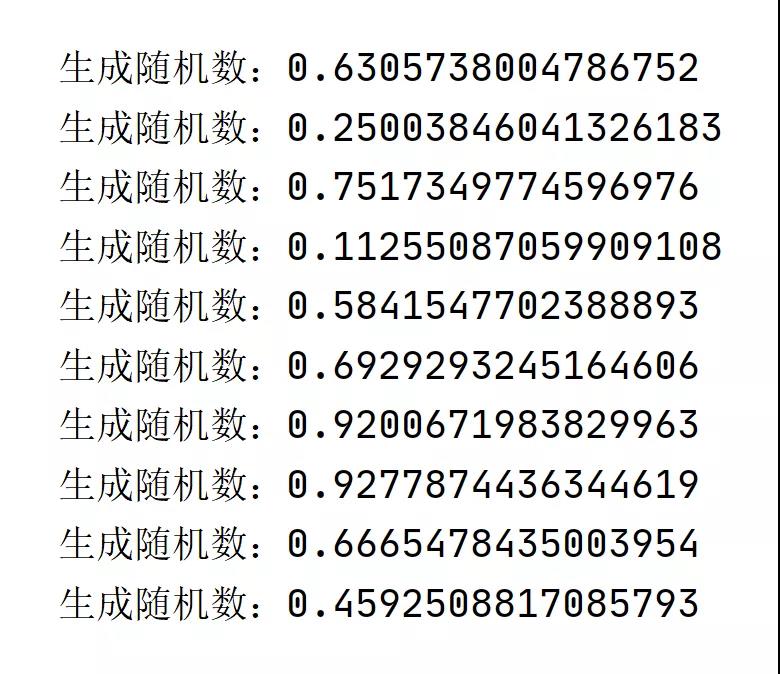 生成随机数：0.6305738004786752
生成随机数：0.25003846041326183
生成随机数：0.7517349774596976
生成随机数：0.11255087059909108
生成随机数：0.5841547702388893
生成随机数：0.6929293245164606
生成随机数：0.9200671983829963
生成随机数：0.9277874436344619
生成随机数：0.6665478435003954
生成随机数：0.4592508817085793